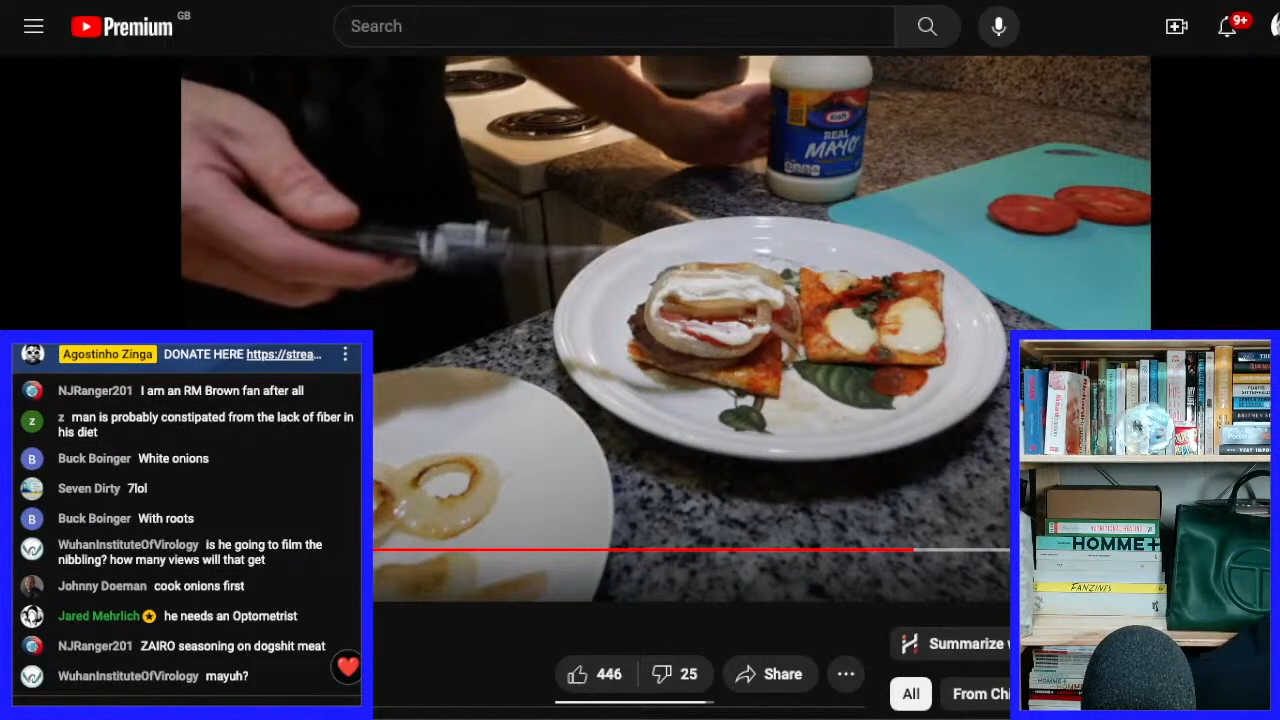 Premium GB
Search
9+
Kraft
REAL
MAYO
Agostinho Zinga DONATE HERE https://strea...
NJRanger201 I am an RM Brown fan after all
z man is probably constipated from the lack of fiber in
his diet
Buck Boinger White onions
Seven Dirty 7lol
Buck Boinger With roots
WuhanInstituteOfVirology is he going to film the
nibbling? how many views will that get
Johnny Doeman cook onions first
Jared Mehrlich he needs an Optometrist
NJRanger201 ZAIRO seasoning on dogshit meat
WuhanInstituteOfVirology mayuh?
446
25
Share
Summarize
All
From Chi
HOMME+
FANZINES
HOMME+